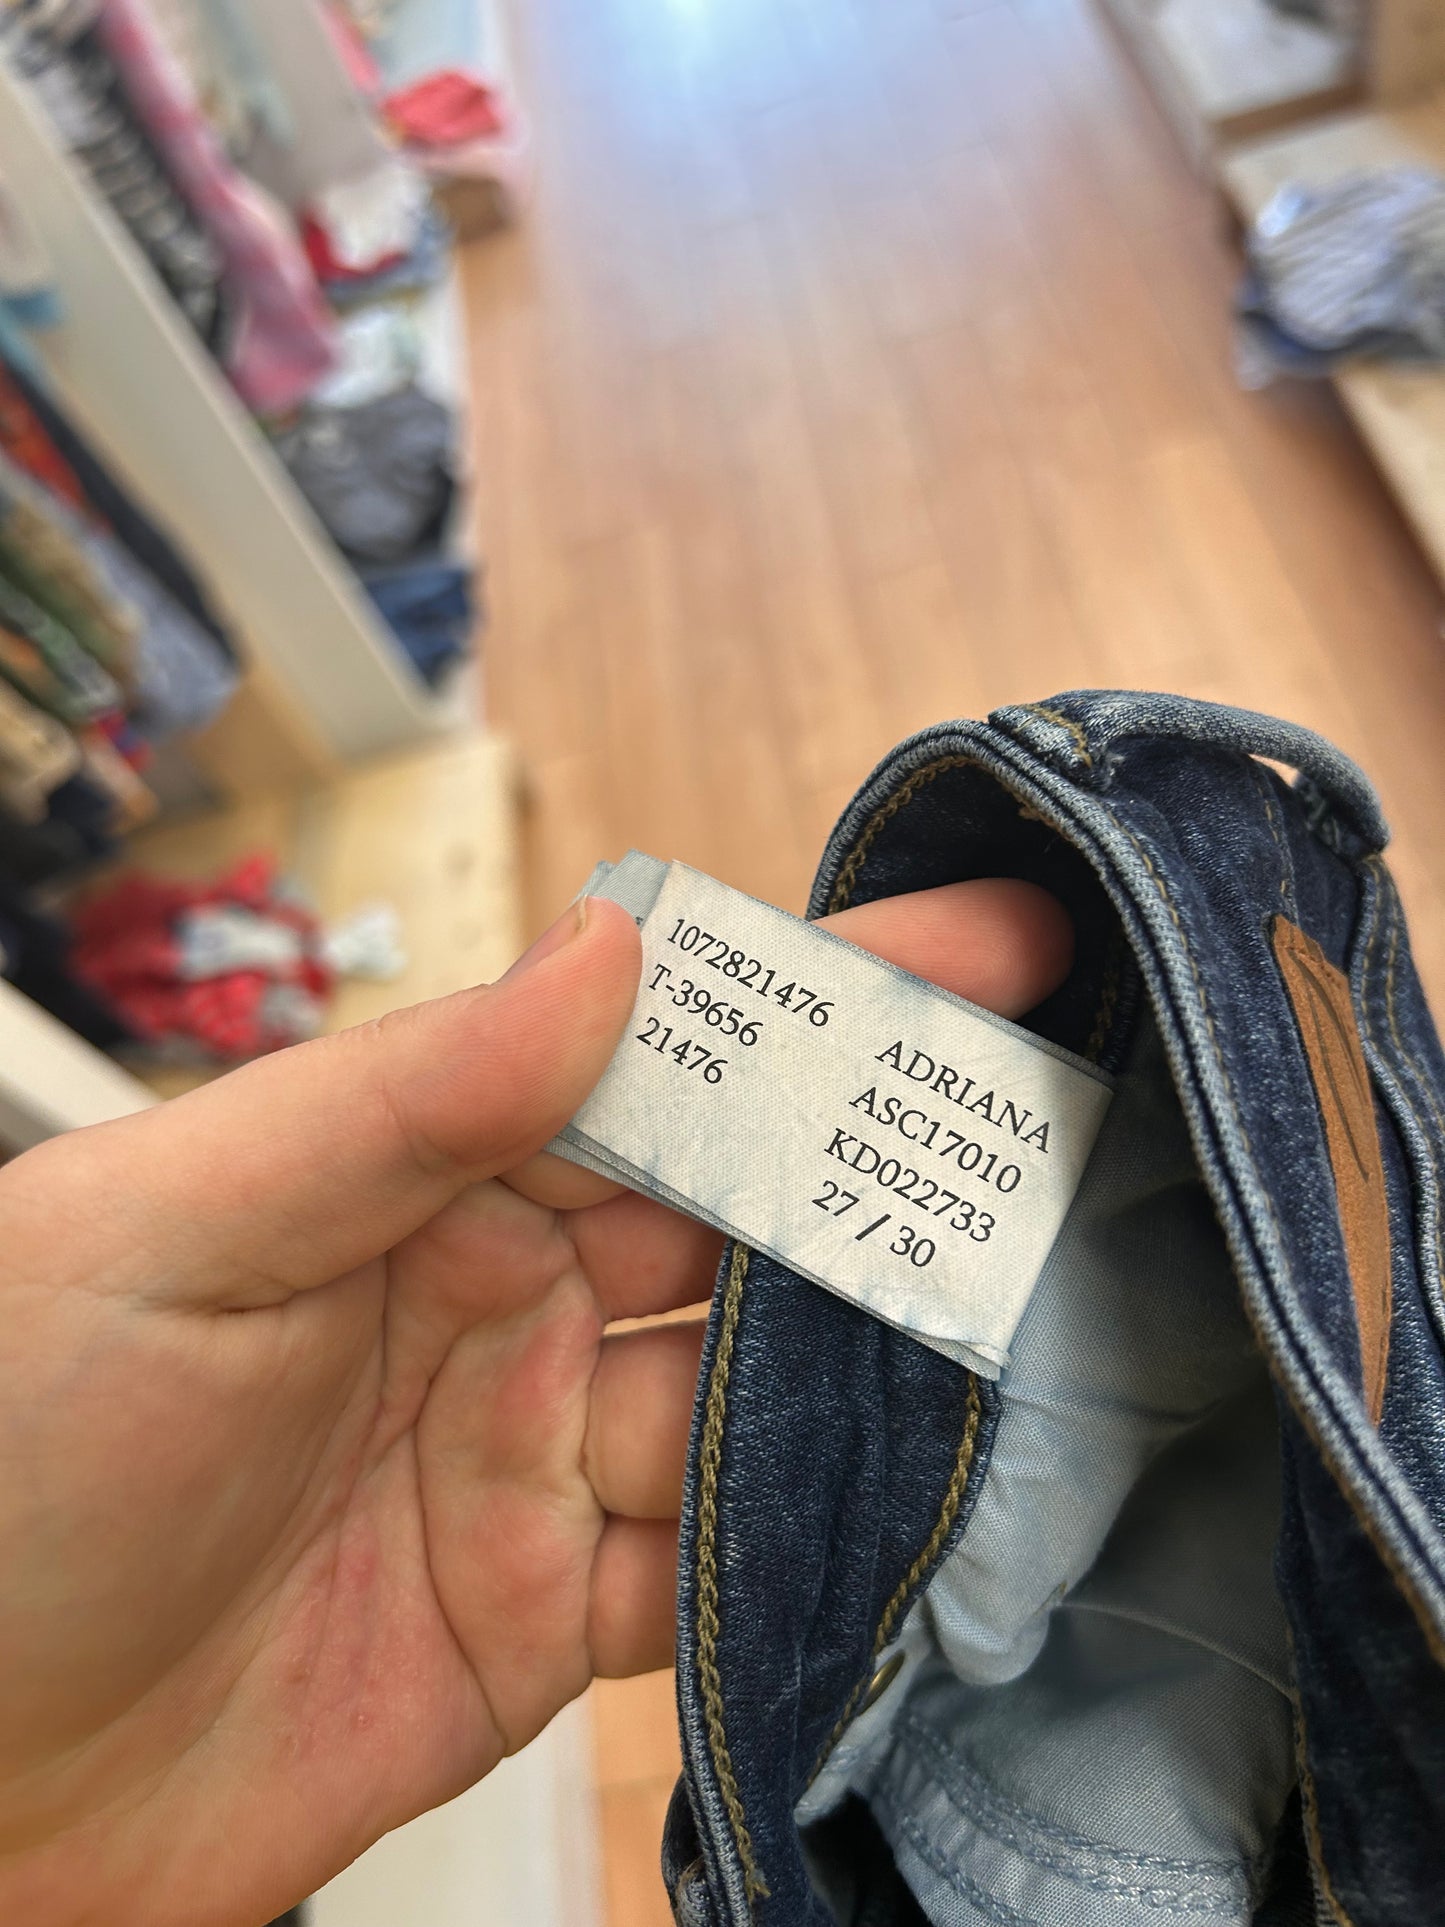 1072821476
T-39656
21476
ADRIANA
ASC17010
KD022733
27 / 30